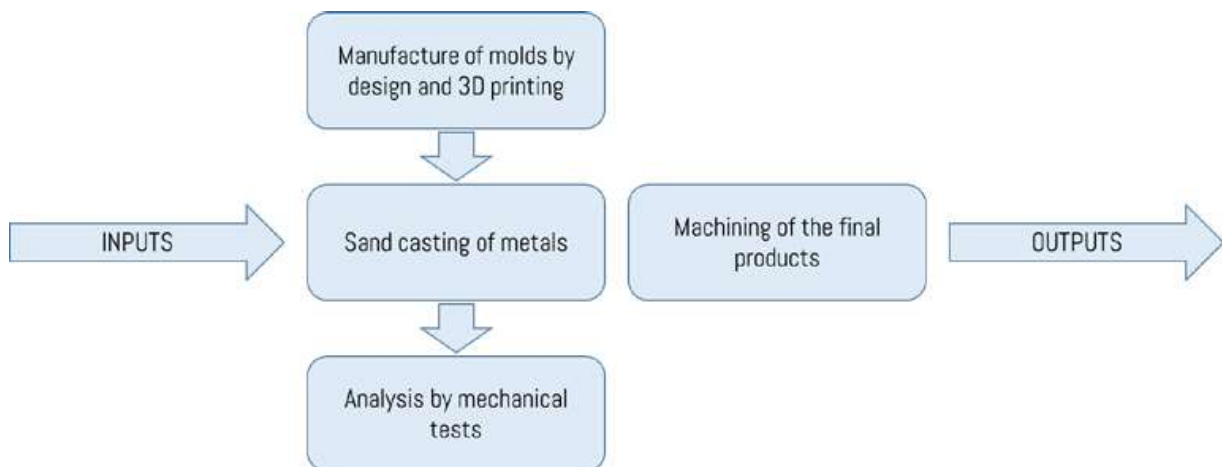 Manufacture of molds by
design and 3D printing
INPUTS
Sand casting of metals
Machining of the final
products
OUTPUTS
Analysis by mechanical
tests